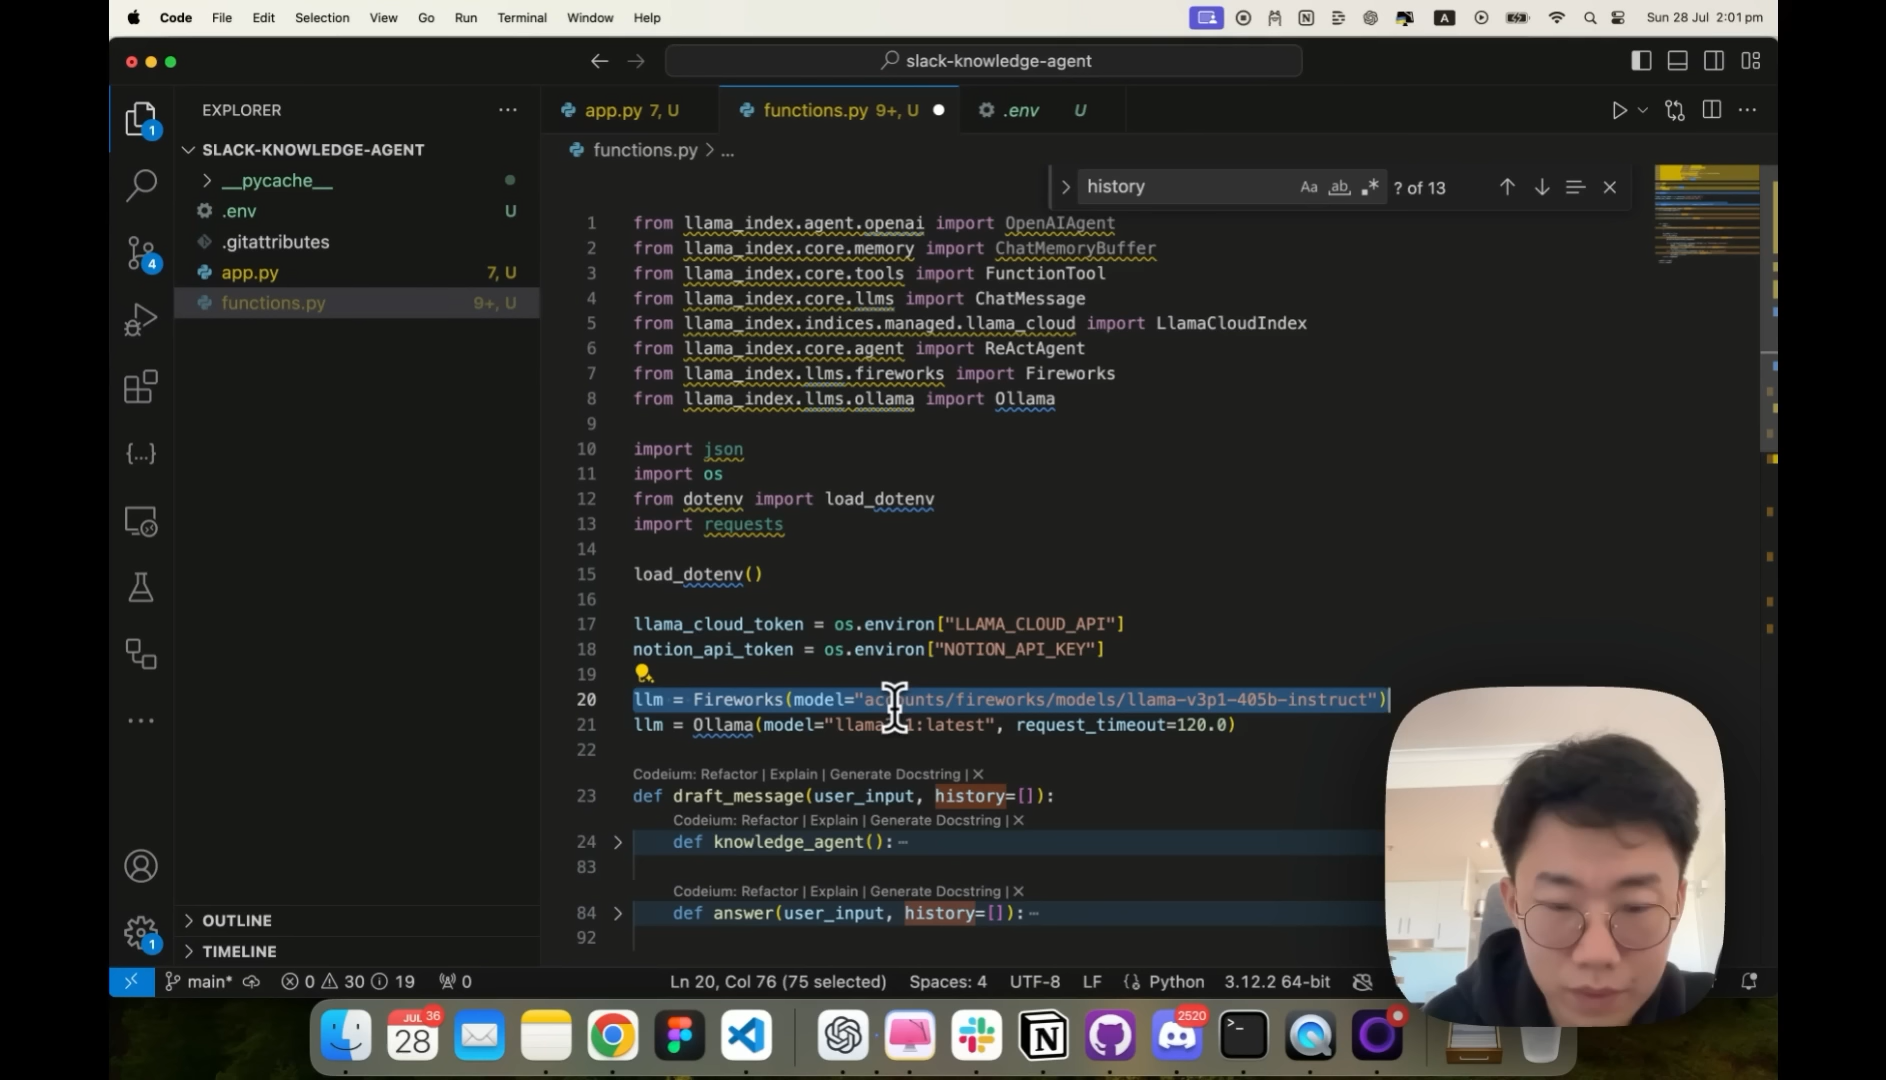 Code File Edit Selection View Go Run Terminal Window Help
A
Sun 28 Jul 2:01 pm
slack-knowledge-agent
EXPLORER
app.py 7, U
functions.py 9+, U
.env U
SLACK-KNOWLEDGE-AGENT
functions.py > ...
__pycache__
.env U
.gitattributes
app.py 7, U
functions.py 9+, U
1
4
history
Aa ab
? of 13
1 from llama_index.agent.openai import OpenAIAgent
2 from llama_index.core.memory import ChatMemoryBuffer
3 from llama_index.core.tools import FunctionTool
4 from llama_index.core.llms import ChatMessage
5 from llama_index.indices.managed.llama_cloud import LlamaCloudIndex
6 from llama_index.core.agent import ReActAgent
7 from llama_index.llms.fireworks import Fireworks
8 from llama_index.llms.ollama import Ollama
9
10 import json
11 import os
12 from dotenv import load_dotenv
13 import requests
14
15 load_dotenv()
16
17 llama_cloud_token = os.environ["LLAMA_CLOUD_API"]
18 notion_api_token = os.environ["NOTION_API_KEY"]
19
20 llm = Fireworks(model="accounts/fireworks/models/llama-v3p1-405b-instruct")
21 llm = Ollama(model="llama 1:latest", request_timeout=120.0)
22
Codeium: Refactor | Explain | Generate Docstring | X
23 def draft_message(user_input, history=[]):
Codeium: Refactor | Explain | Generate Docstring | X
24 def knowledge_agent(): ⋯
83
Codeium: Refactor | Explain | Generate Docstring | X
84 def answer(user_input, history=[]): ⋯
92
OUTLINE
TIMELINE
1
main* 0 30 19 0
Ln 20, Col 76 (75 selected) Spaces: 4 UTF-8 LF Python 3.12.2 64-bit
JUL 36
28
2520